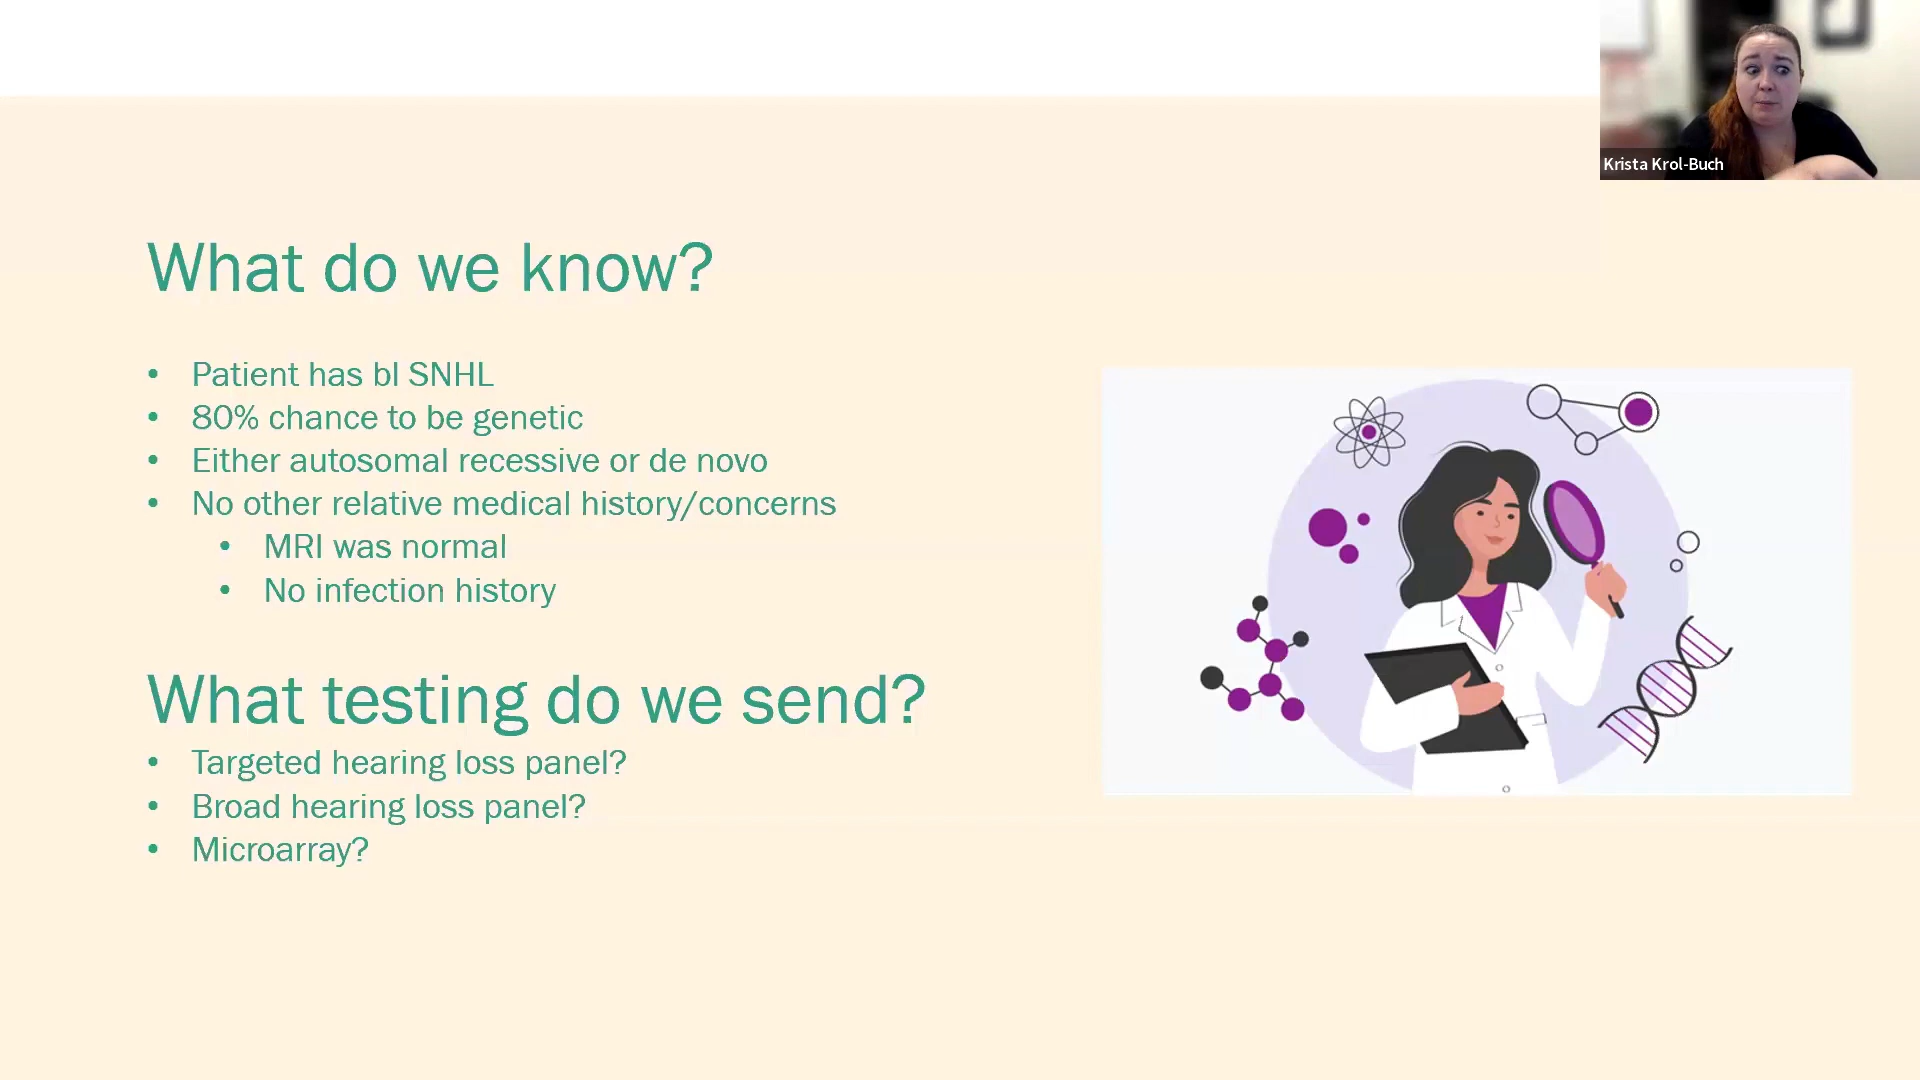 Krista Krol-Buch
What do we know?
• Patient has bl SNHL
• 80% chance to be genetic
• Either autosomal recessive or de novo
• No other relative medical history/concerns
• MRI was normal
• No infection history
What testing do we send?
• Targeted hearing loss panel?
• Broad hearing loss panel?
• Microarray?